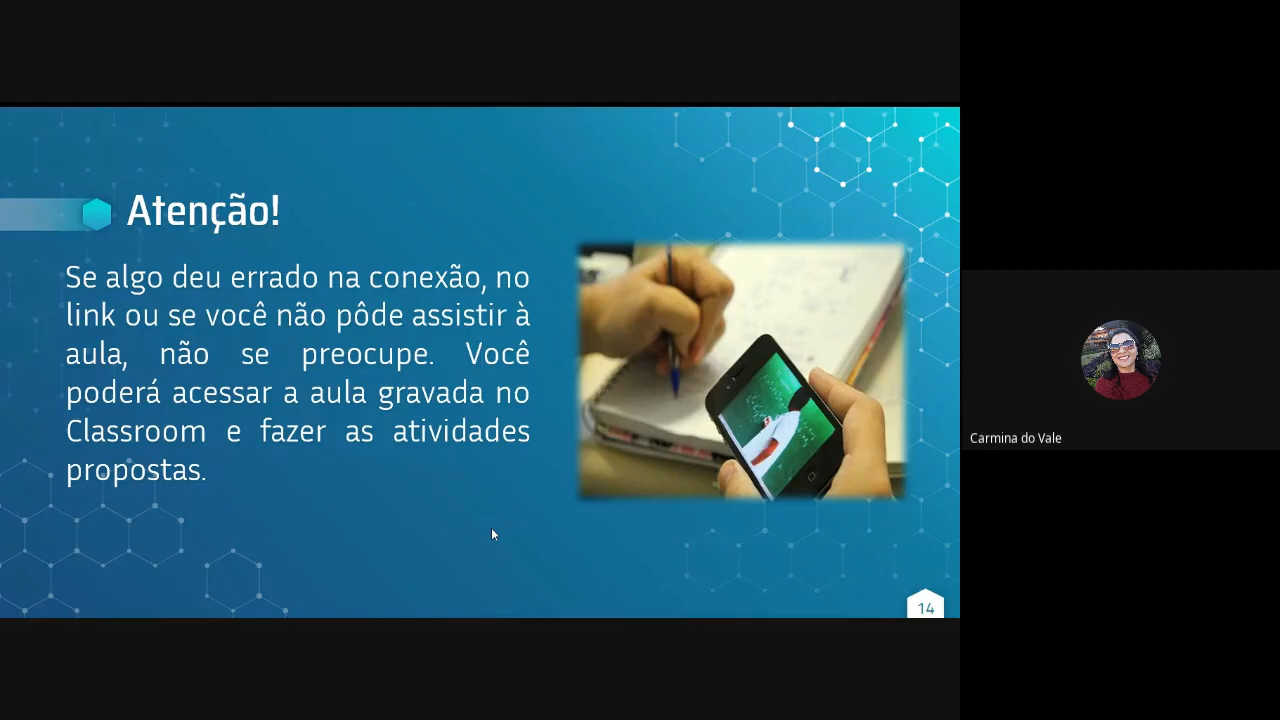 Atenção!
Se algo deu errado na conexão, no
link ou se você não pôde assistir à
aula, não se preocupe. Você
poderá acessar a aula gravada no
Classroom e fazer as atividades
propostas.
14
Carmina do Vale